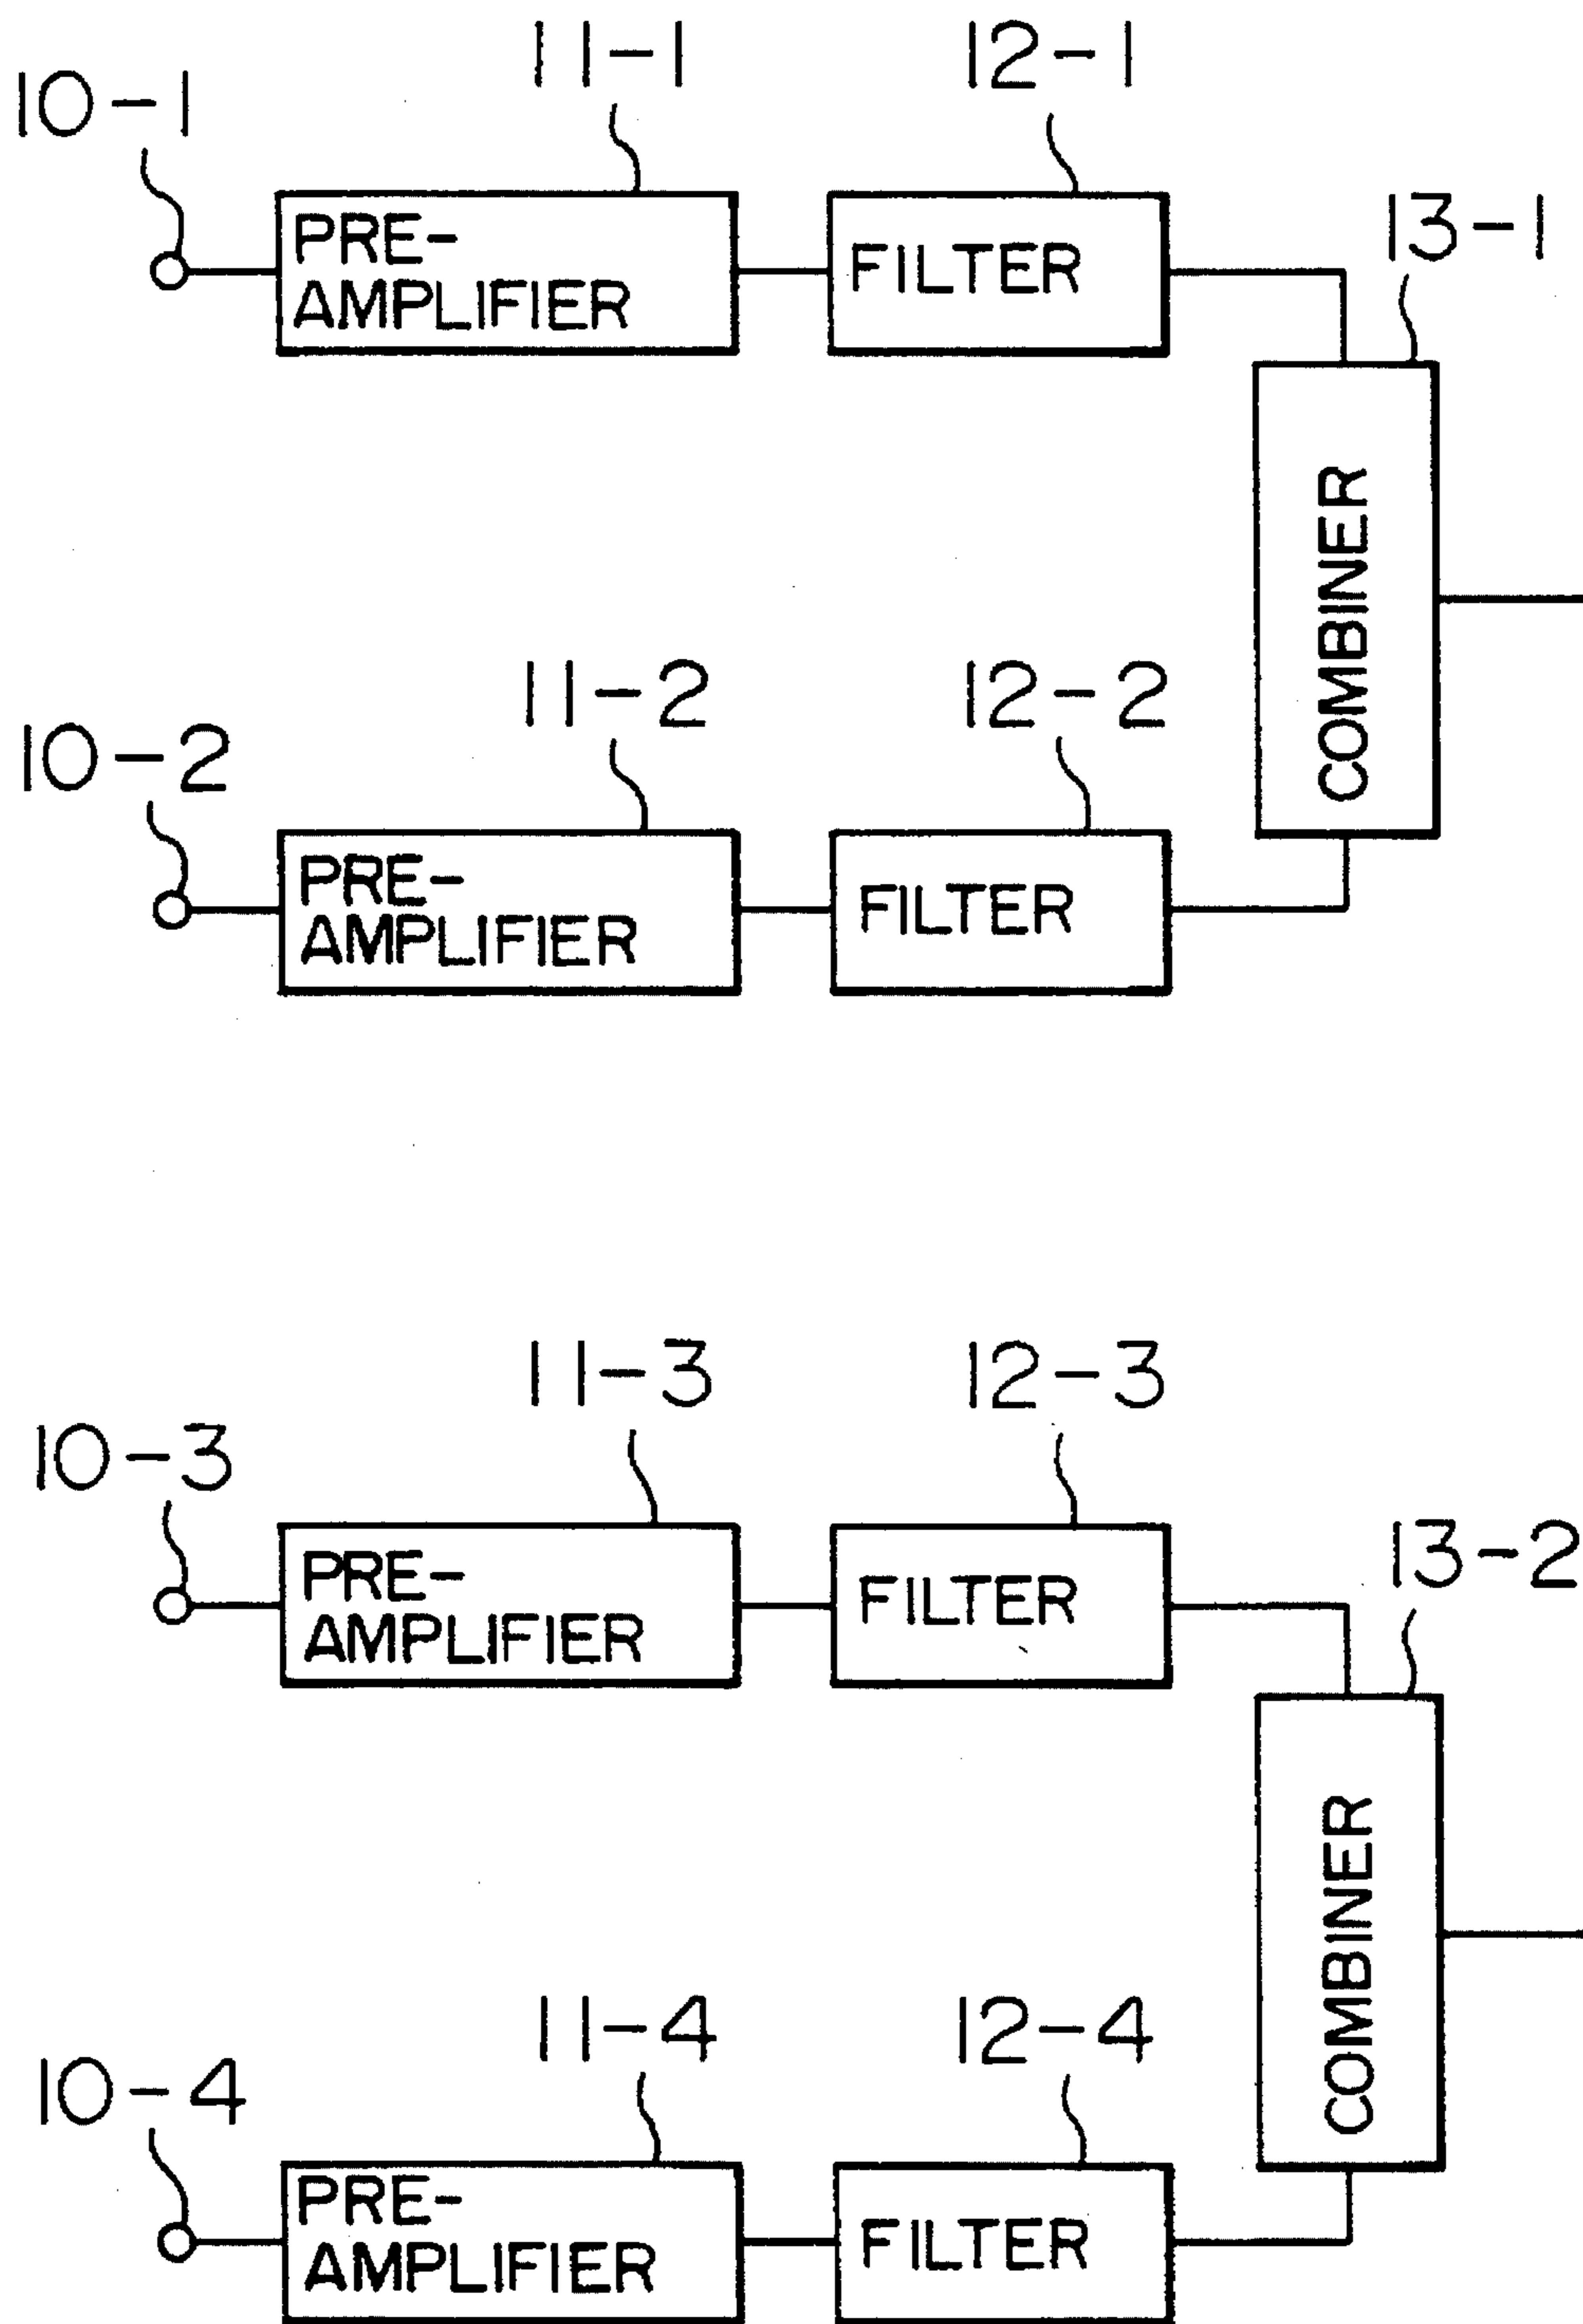 10-1
11-1
12-1
PRE-
AMPLIFIER
FILTER
13-1
COMBINER
10-2
11-2
12-2
PRE-
AMPLIFIER
FILTER
10-3
11-3
12-3
PRE-
AMPLIFIER
FILTER
13-2
COMBINER
10-4
11-4
12-4
PRE-
AMPLIFIER
FILTER